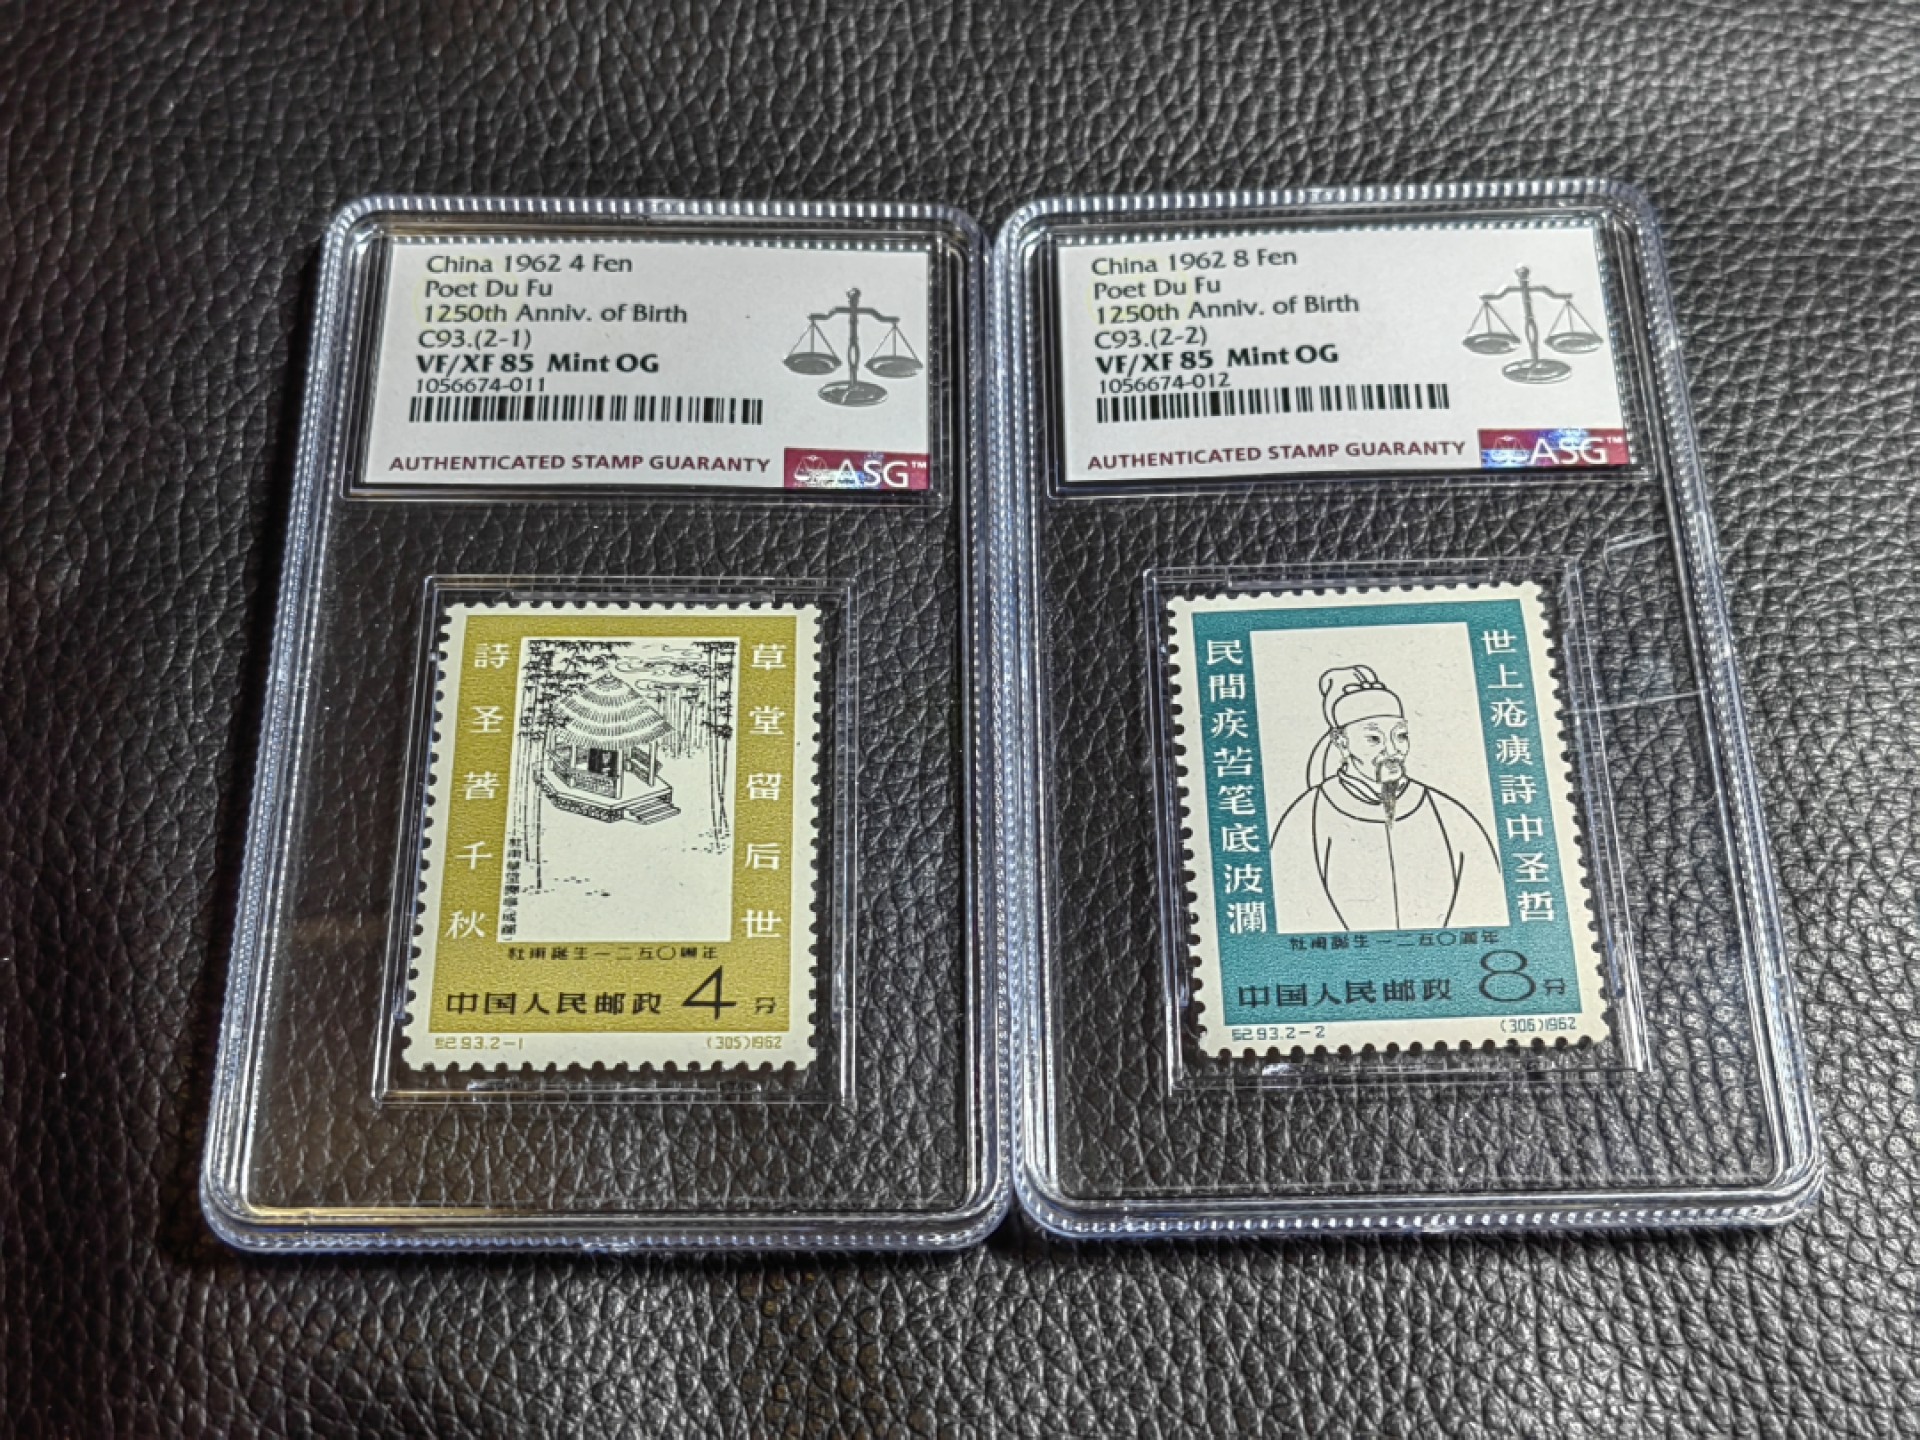 China 1962 4 Fen
Poet Du Fu
1250th Anniv. of Birth
C93.(2-1)
VF/XF 85 Mint OG
1056674-011
AUTHENTICATED STAMP GUARANTY
ASG™
草堂留后世
詩圣著千秋
杜甫誕生一二五〇周年
中国人民邮政 4分
纪93.2-1
(305)1962
China 1962 8 Fen
Poet Du Fu
1250th Anniv. of Birth
C93.(2-2)
VF/XF 85 Mint OG
1056674-012
AUTHENTICATED STAMP GUARANTY
ASG™
世上疮痍詩中圣哲
民間疾苦笔底波瀾
杜甫誕生一二五〇周年
中国人民邮政 8分
纪93.2-2
(306)1962